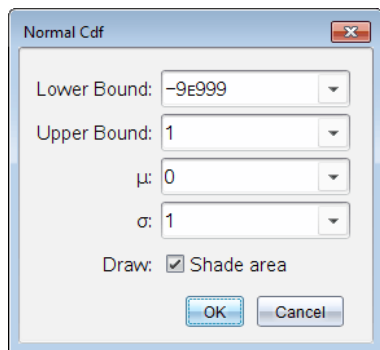 Normal Cdf
Lower Bound: -9E999
Upper Bound: 1
μ: 0
σ: 1
Draw: Shade area
OK Cancel